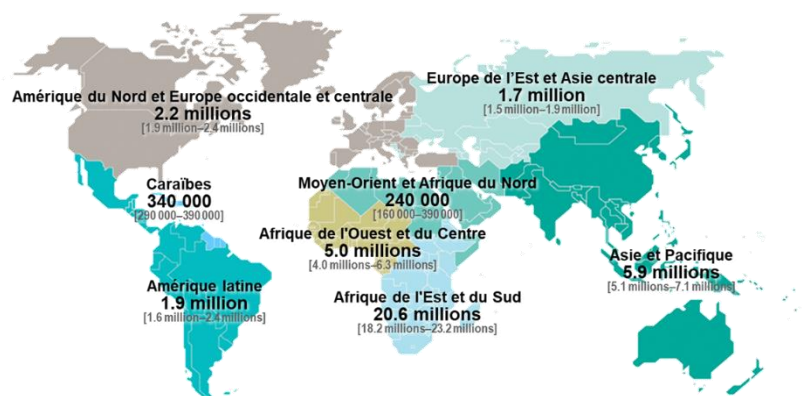 Amérique du Nord et Europe occidentale et centrale
2.2 millions
[1.9 million–2.4 millions]
Europe de l’Est et Asie centrale
1.7 million
[1.5 million–1.9 million]
Caraïbes
340 000
[290 000–390 000]
Moyen-Orient et Afrique du Nord
240 000
[160 000–390 000]
Afrique de l'Ouest et du Centre
5.0 millions
[4.0 millions–6.3 millions]
Amérique latine
1.9 million
[1.6 million–2.4 millions]
Afrique de l'Est et du Sud
20.6 millions
[18.2 millions–23.2 millions]
Asie et Pacifique
5.9 millions
[5.1 millions–7.1 millions]